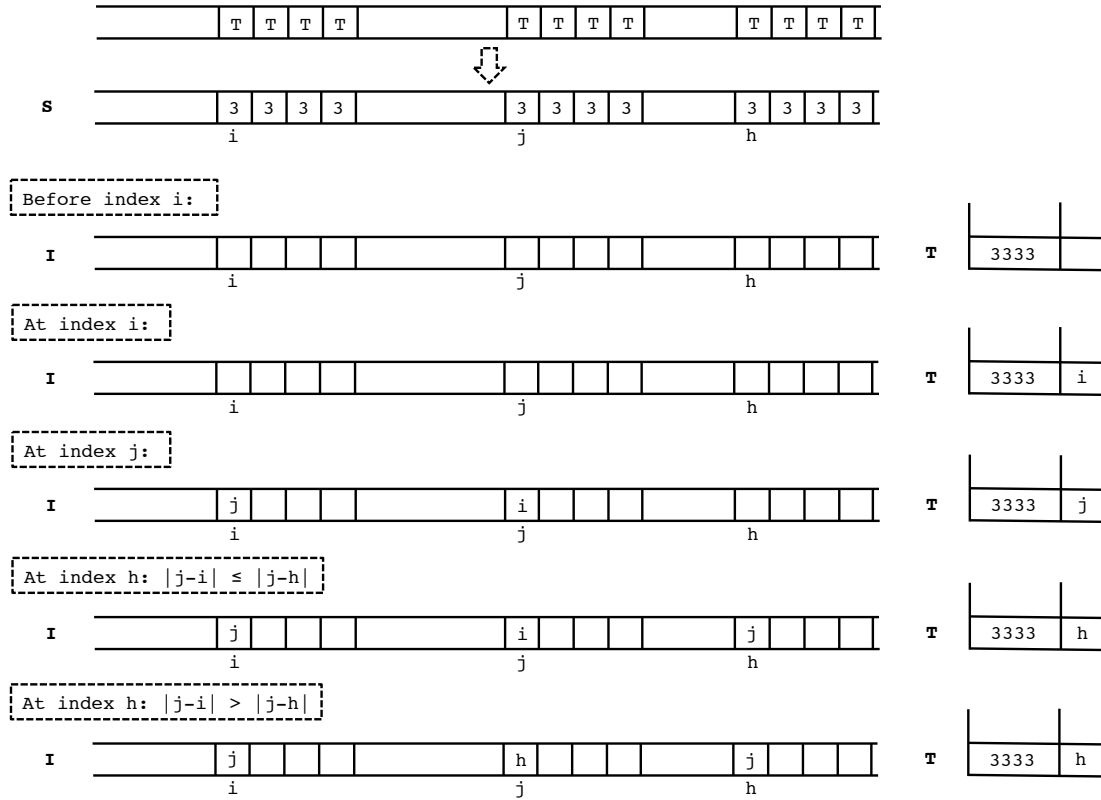 T T T T T T T T T T T T
S 3 3 3 3 3 3 3 3 3 3 3 3
i j h
Before index i:
I T 3333
i j h
At index i:
I T 3333 i
i j h
At index j:
I j i T 3333 j
i j h
At index h: |j-i| ≤ |j-h|
I j i j T 3333 h
i j h
At index h: |j-i| > |j-h|
I j h j T 3333 h
i j h